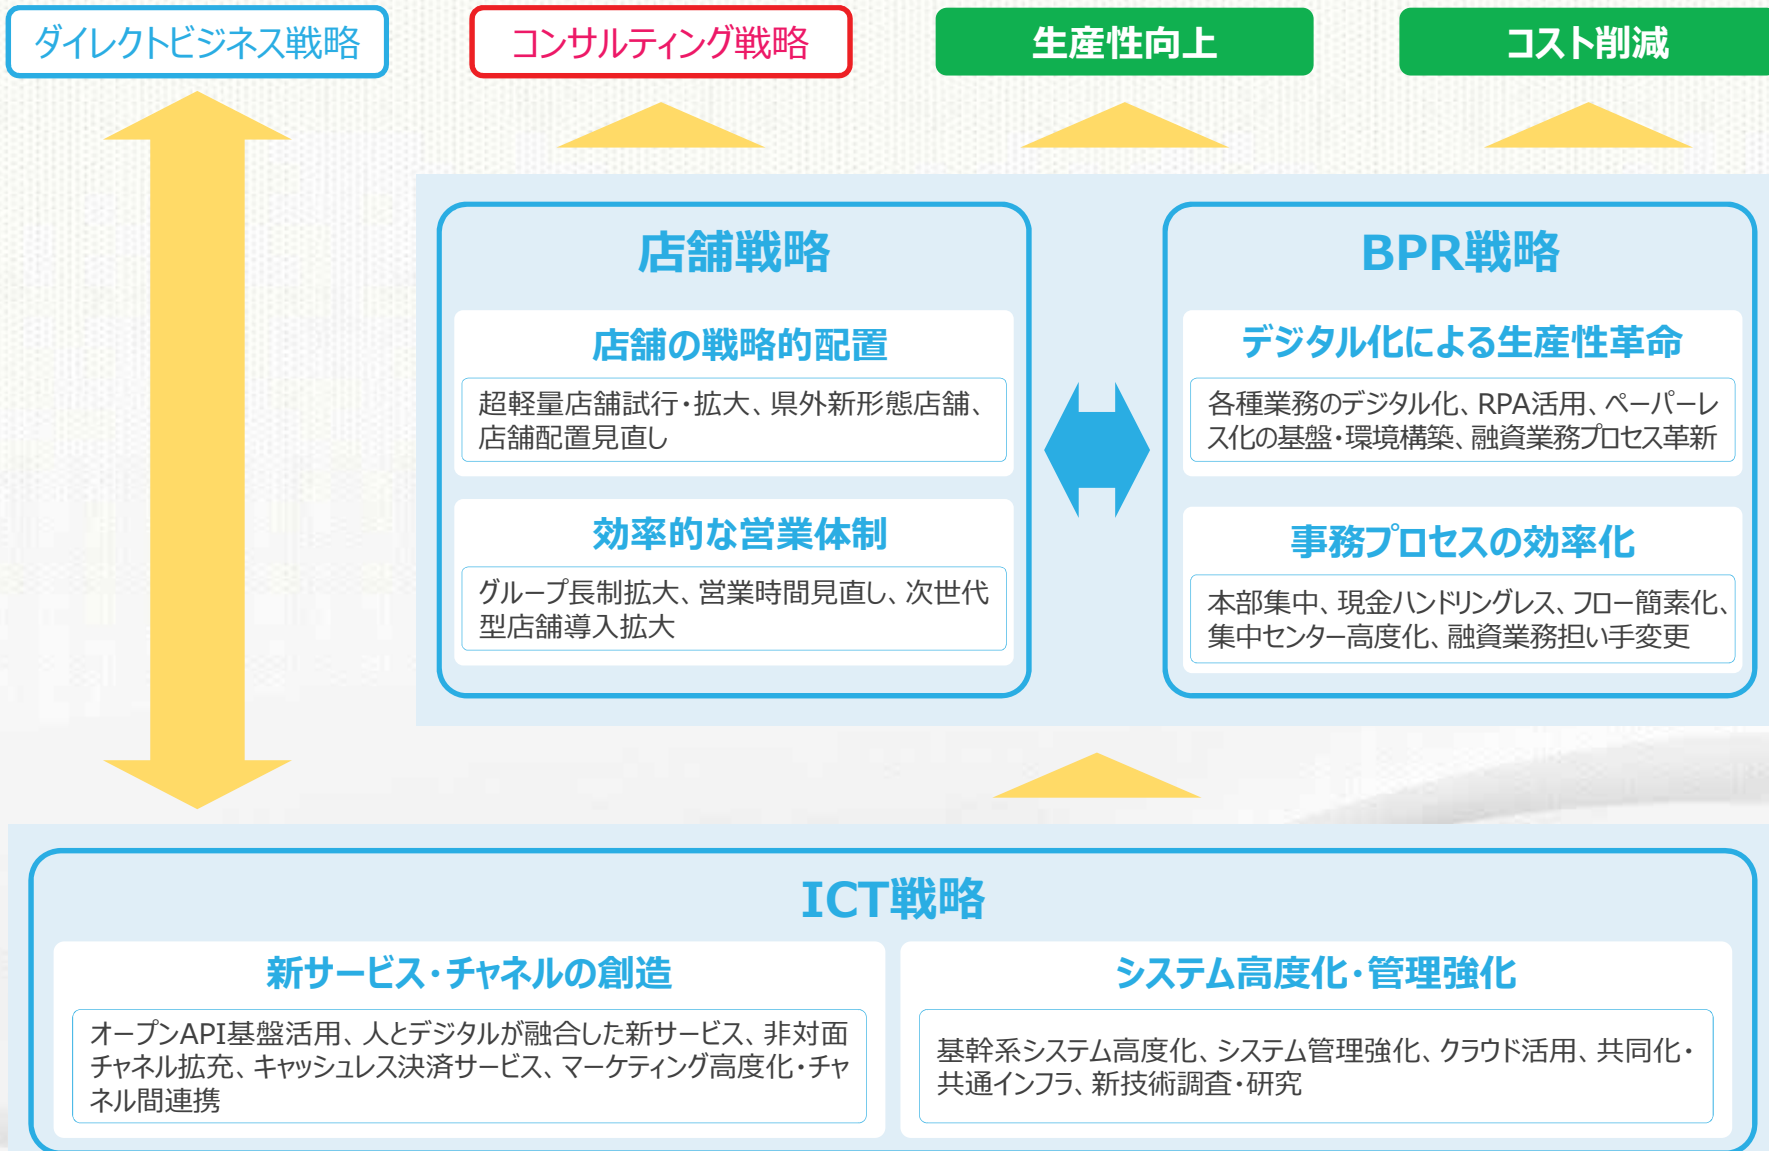 ダイレクトビジネス戦略
コンサルティング戦略
生産性向上
コスト削減
店舗戦略
店舗の戦略的配置
超軽量店舗試行・拡大、県外新形態店舗、
店舗配置見直し
効率的な営業体制
グループ長制拡大、営業時間見直し、次世代
型店舗導入拡大
BPR戦略
デジタル化による生産性革命
各種業務のデジタル化、RPA活用、ペーパーレ
ス化の基盤・環境構築、融資業務プロセス革新
事務プロセスの効率化
本部集中、現金ハンドリングレス、フロー簡素化、
集中センター高度化、融資業務担い手変更
ICT戦略
新サービス・チャネルの創造
オープンAPI基盤活用、人とデジタルが融合した新サービス、非対面
チャネル拡充、キャッシュレス決済サービス、マーケティング高度化・チャ
ネル間連携
システム高度化・管理強化
基幹系システム高度化、システム管理強化、クラウド活用、共同化・
共通インフラ、新技術調査・研究